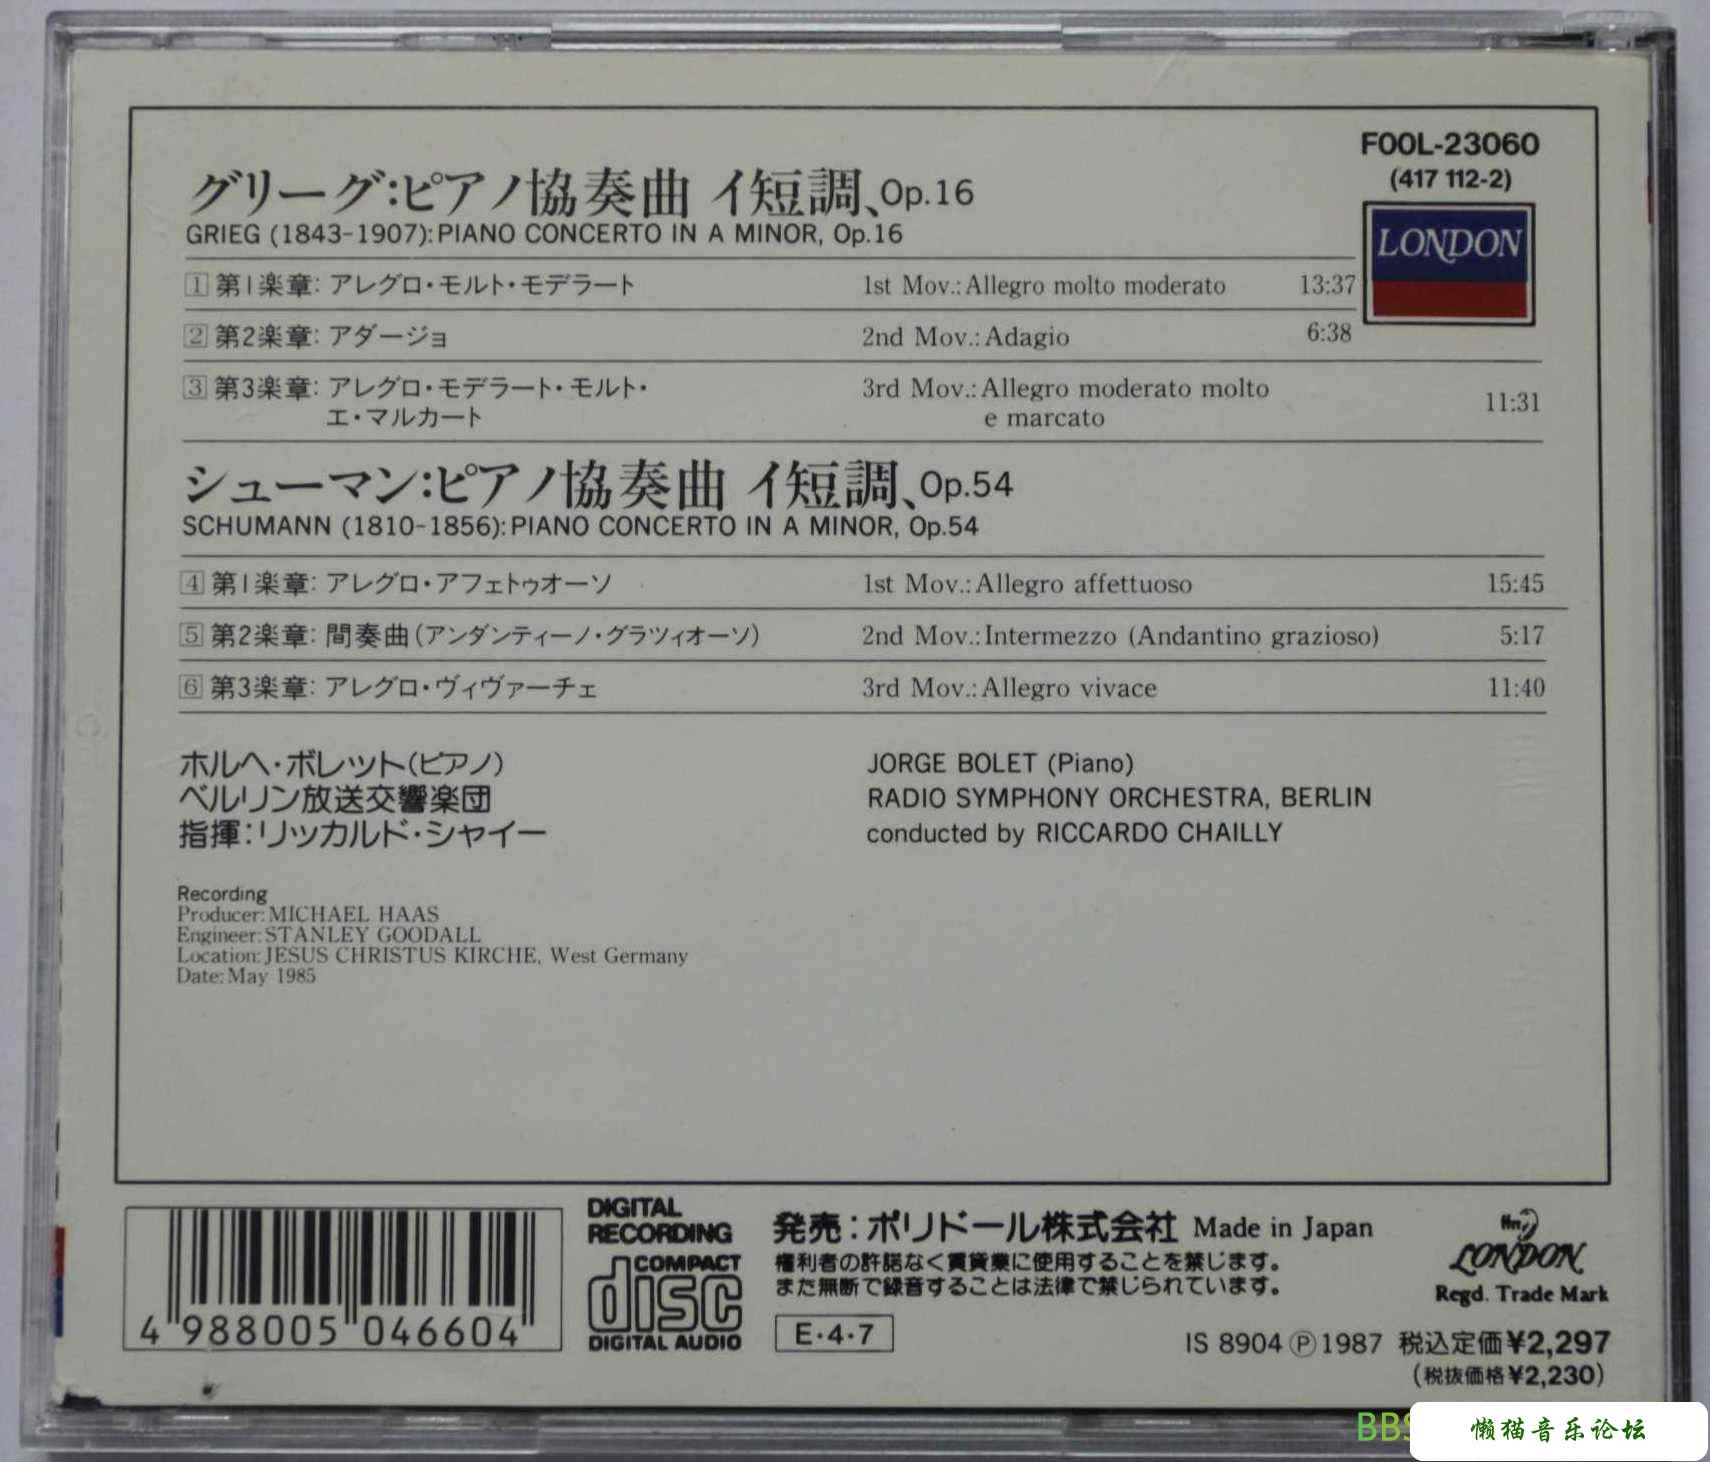 FOOL-23060
(417 112-2)
LONDON
グリーグ:ピアノ協奏曲 イ短調、Op.16
GRIEG (1843-1907):PIANO CONCERTO IN A MINOR, Op.16
1 第1楽章: アレグロ・モルト・モデラート 1st Mov.:Allegro molto moderato 13:37
2 第2楽章: アダージョ 2nd Mov.:Adagio 6:38
3 第3楽章: アレグロ・モデラート・モルト・ 3rd Mov.:Allegro moderato molto 11:31
エ・マルカート e marcato
シューマン:ピアノ協奏曲 イ短調、Op.54
SCHUMANN (1810-1856):PIANO CONCERTO IN A MINOR, Op.54
4 第1楽章: アレグロ・アフェトゥオーソ 1st Mov.:Allegro affettuoso 15:45
5 第2楽章: 間奏曲(アンダンティーノ・グラツィオーソ) 2nd Mov.:Intermezzo (Andantino grazioso) 5:17
6 第3楽章: アレグロ・ヴィヴァーチェ 3rd Mov.:Allegro vivace 11:40
ホルヘ・ボレット(ピアノ) JORGE BOLET (Piano)
ベルリン放送交響楽団 RADIO SYMPHONY ORCHESTRA, BERLIN
指揮:リッカルド・シャイー conducted by RICCARDO CHAILLY
Recording
Producer:MICHAEL HAAS
Engineer:STANLEY GOODALL
Location:JESUS CHRISTUS KIRCHE, West Germany
Date:May 1985
4 988005 046604
DIGITAL
RECORDING
COMPACT
disc
DIGITAL AUDIO
発売:ポリドール株式会社 Made in Japan
権利者の許諾なく賃貸業に使用することを禁じます。
また無断で録音することは法律で禁じられています。
E・4・7
ffrr
LONDON
Regd. Trade Mark
IS 8904 Ⓟ1987 税込定価¥2,297
(税抜価格¥2,230)
BBS
懒猫音乐论坛